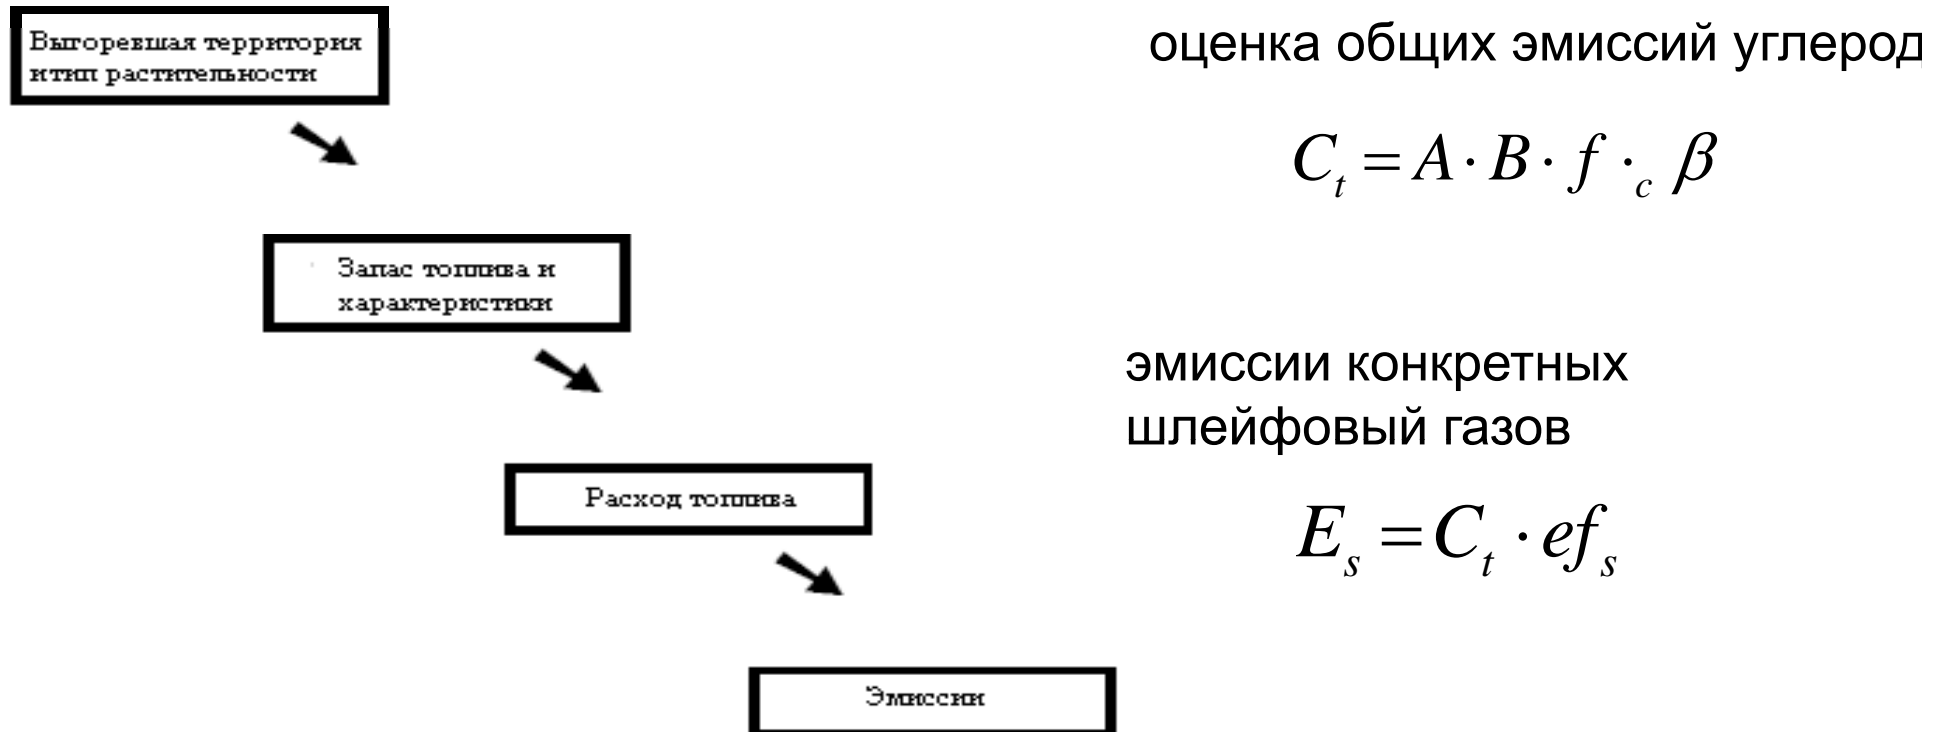 Выгоревшая территория
и тип растительности
Запас топлива и
характеристики
Расход топлива
Эмиссии
оценка общих эмиссий углерод
C_t = A · B · f ·_c β
эмиссии конкретных
шлейфовый газов
E_s = C_t · ef_s